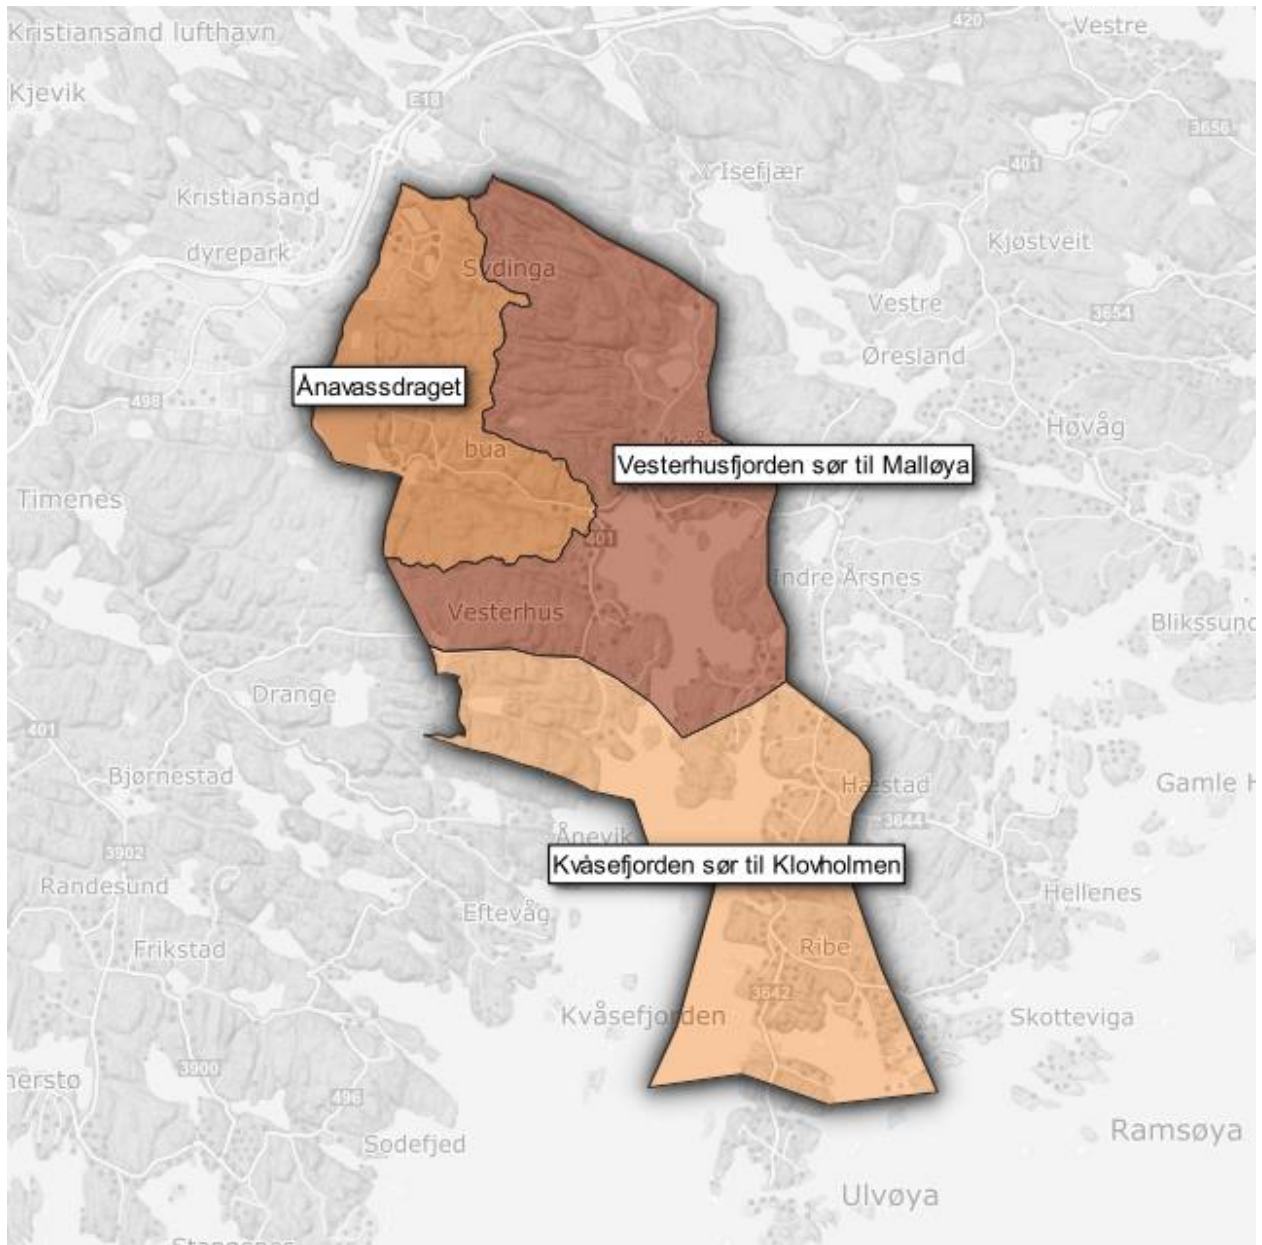 Kristiansand lufthavn
420
Vestre
Kjevik
E18
3656
401
Isefjær
Kristiansand
dyrepark
Kjøstveit
Sydinga
Vestre
3654
Øresland
Ånavassdraget
498
Høvåg
bua
Vesterhusfjorden sør til Malløya
Timenes
401
Indre Årsnes
Vesterhus
Blikssund
Drange
401
Bjørnestad
Hæstad
Gamle H
3644
Ånevik
3902
Kvåsefjorden sør til Klovholmen
Randesund
Hellenes
Eftevåg
Frikstad
Ribe
3642
Kvåsefjorden
Skotteviga
3900
nerstø
496
Sodefjed
Ramsøya
Ulvøya